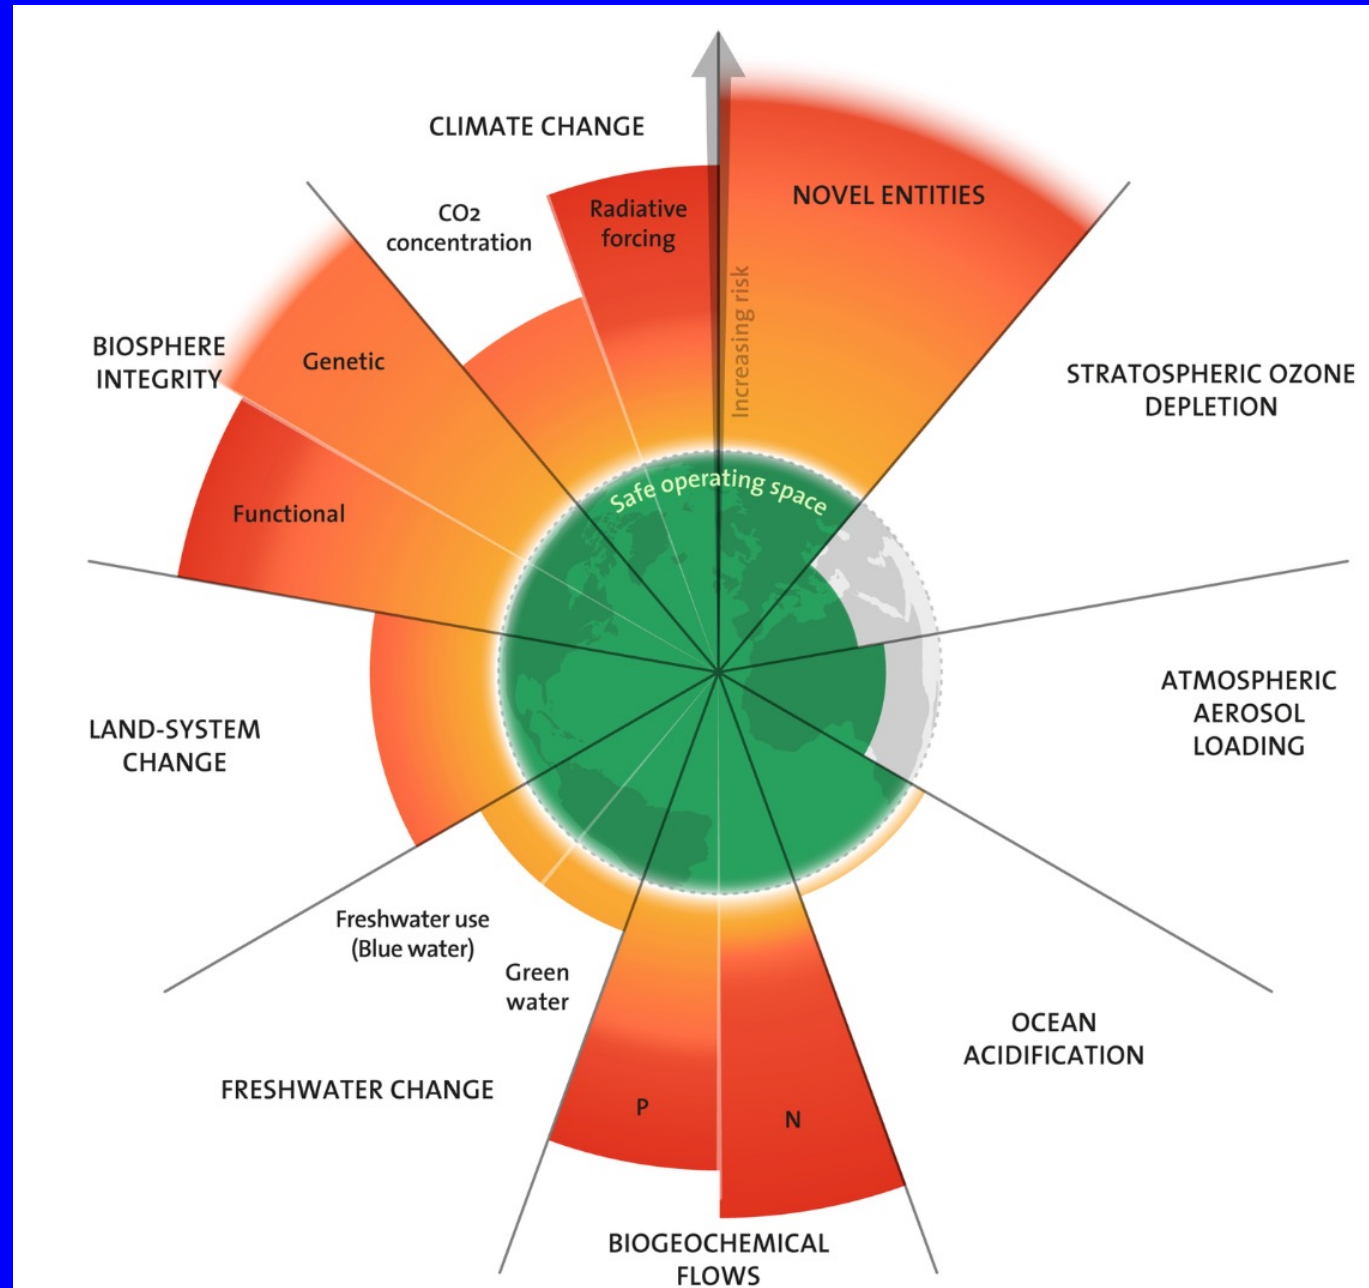 CLIMATE CHANGE
CO2
concentration
Radiative
forcing
NOVEL ENTITIES
Increasing risk
BIOSPHERE
INTEGRITY
Genetic
Functional
STRATOSPHERIC OZONE
DEPLETION
Safe operating space
ATMOSPHERIC
AEROSOL
LOADING
LAND-SYSTEM
CHANGE
Freshwater use
(Blue water)
Green
water
FRESHWATER CHANGE
OCEAN
ACIDIFICATION
P
N
BIOGEOCHEMICAL
FLOWS